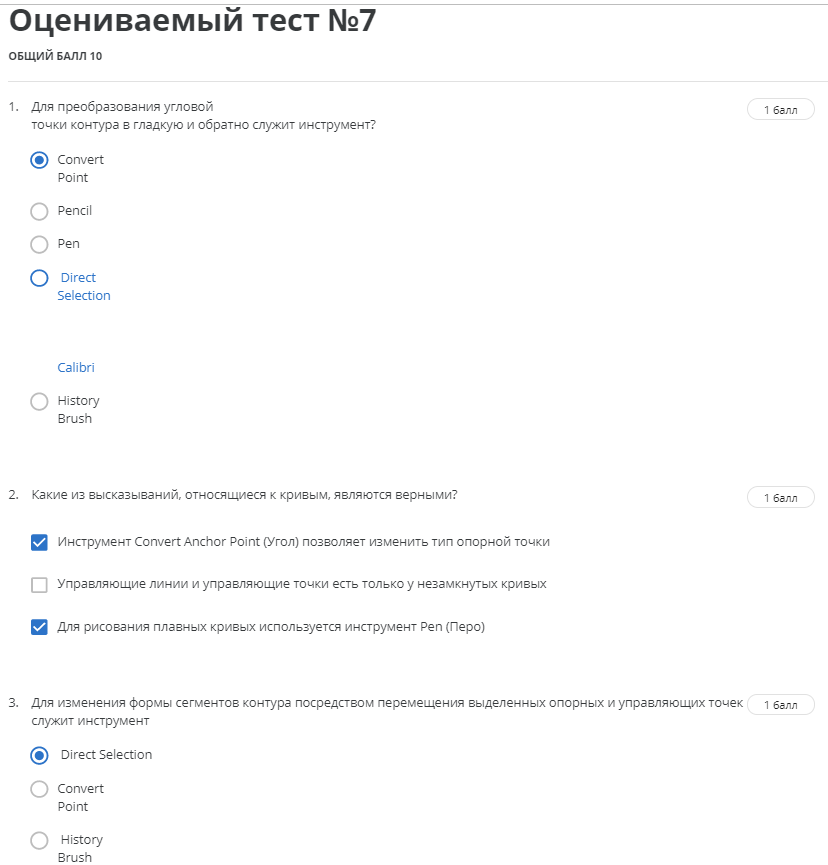 Оцениваемый тест №7
ОБЩИЙ БАЛЛ 10
1. Для преобразования угловой
точки контура в гладкую и обратно служит инструмент?
1 балл
Convert
Point
Pencil
Pen
Direct
Selection
Calibri
History
Brush
2. Какие из высказываний, относящиеся к кривым, являются верными?
1 балл
Инструмент Convert Anchor Point (Угол) позволяет изменить тип опорной точки
Управляющие линии и управляющие точки есть только у незамкнутых кривых
Для рисования плавных кривых используется инструмент Pen (Перо)
3. Для изменения формы сегментов контура посредством перемещения выделенных опорных и управляющих точек
служит инструмент
1 балл
Direct Selection
Convert
Point
History
Brush